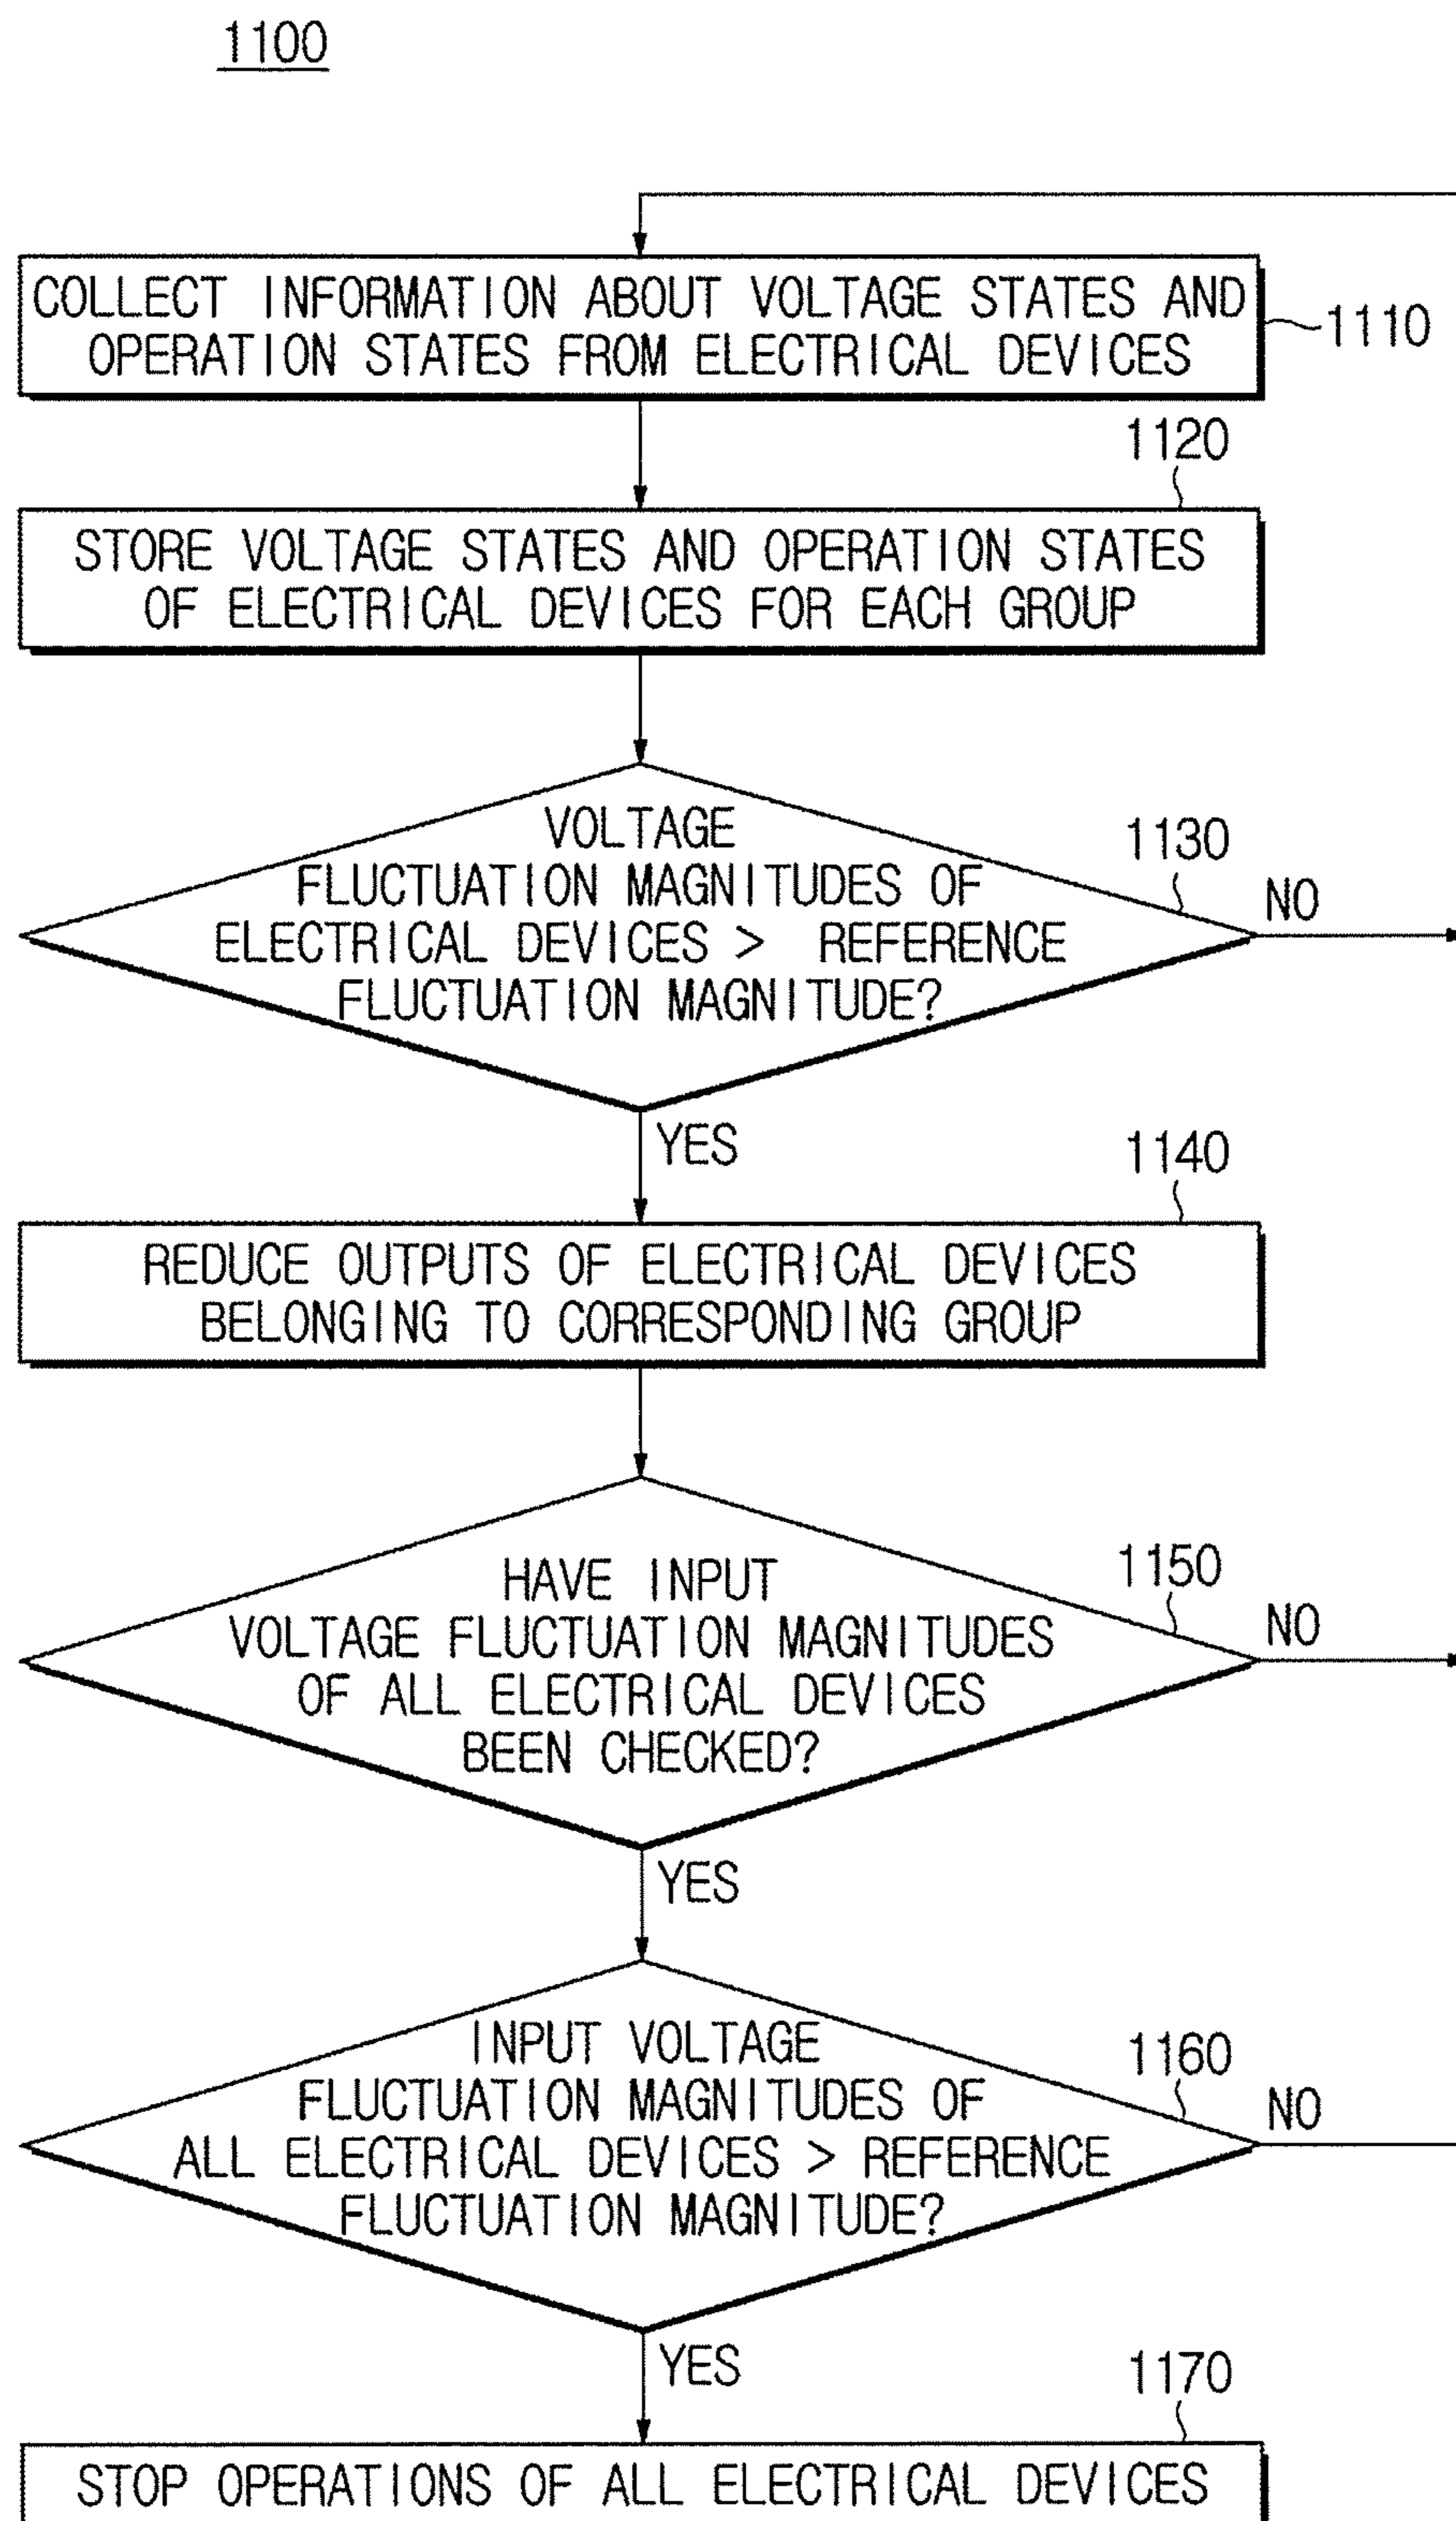 1100
COLLECT INFORMATION ABOUT VOLTAGE STATES AND
OPERATION STATES FROM ELECTRICAL DEVICES
1110
1120
STORE VOLTAGE STATES AND OPERATION STATES
OF ELECTRICAL DEVICES FOR EACH GROUP
1130
VOLTAGE
FLUCTUATION MAGNITUDES OF
ELECTRICAL DEVICES > REFERENCE
FLUCTUATION MAGNITUDE?
NO
YES
1140
REDUCE OUTPUTS OF ELECTRICAL DEVICES
BELONGING TO CORRESPONDING GROUP
1150
HAVE INPUT
VOLTAGE FLUCTUATION MAGNITUDES
OF ALL ELECTRICAL DEVICES
BEEN CHECKED?
NO
YES
1160
INPUT VOLTAGE
FLUCTUATION MAGNITUDES OF
ALL ELECTRICAL DEVICES > REFERENCE
FLUCTUATION MAGNITUDE?
NO
YES
1170
STOP OPERATIONS OF ALL ELECTRICAL DEVICES